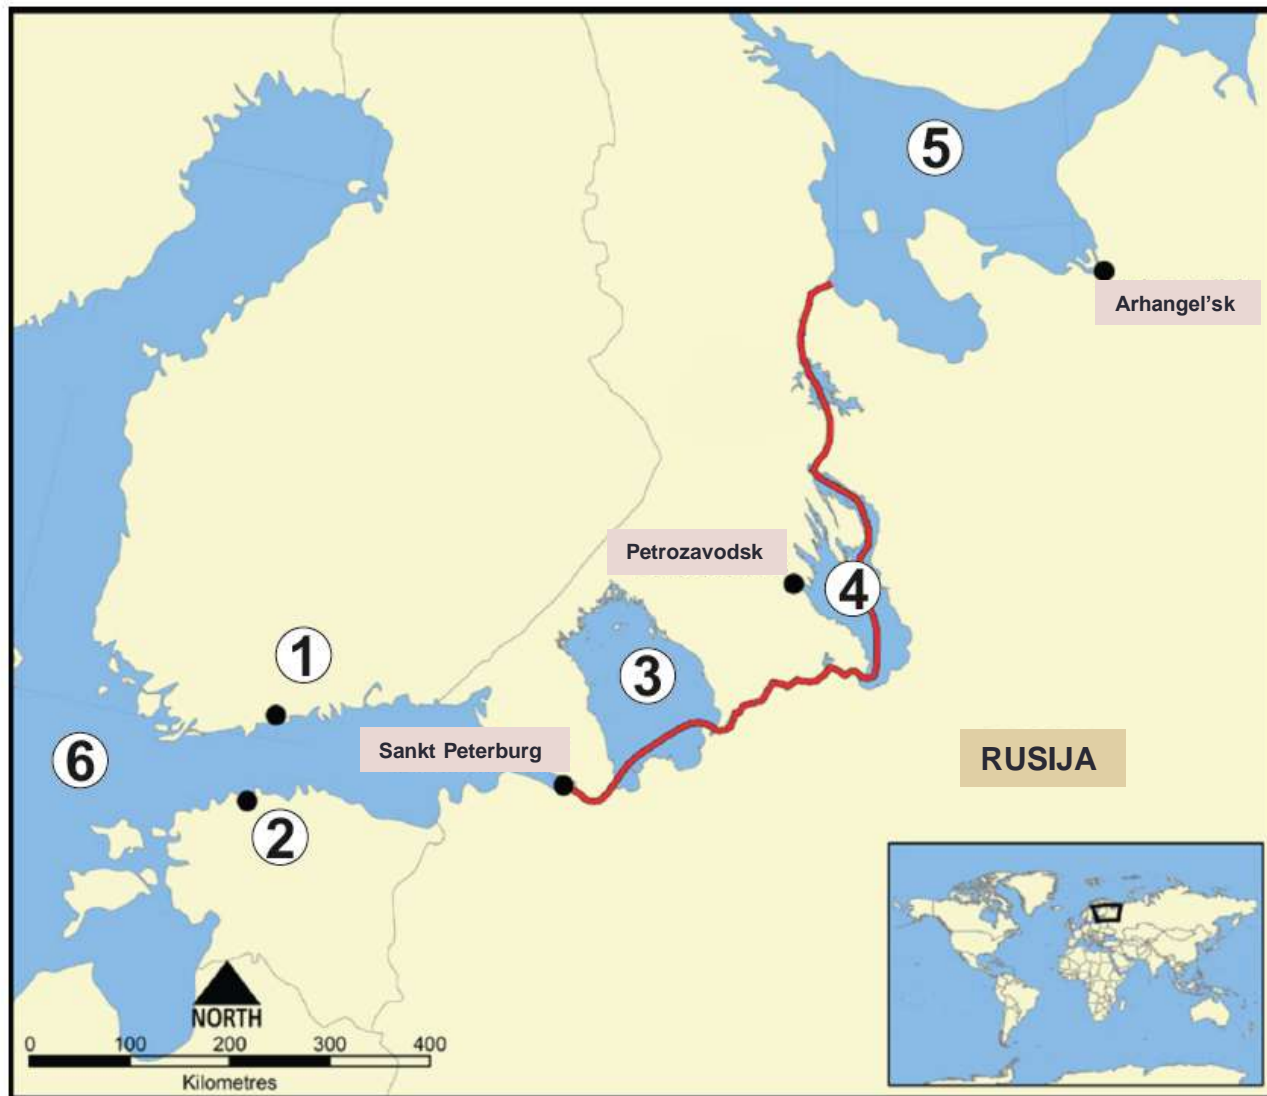 5
Arhangel’sk
Petrozavodsk
4
1
3
Sankt Peterburg
6
RUSIJA
2
NORTH
0 100 200 300 400
Kilometres